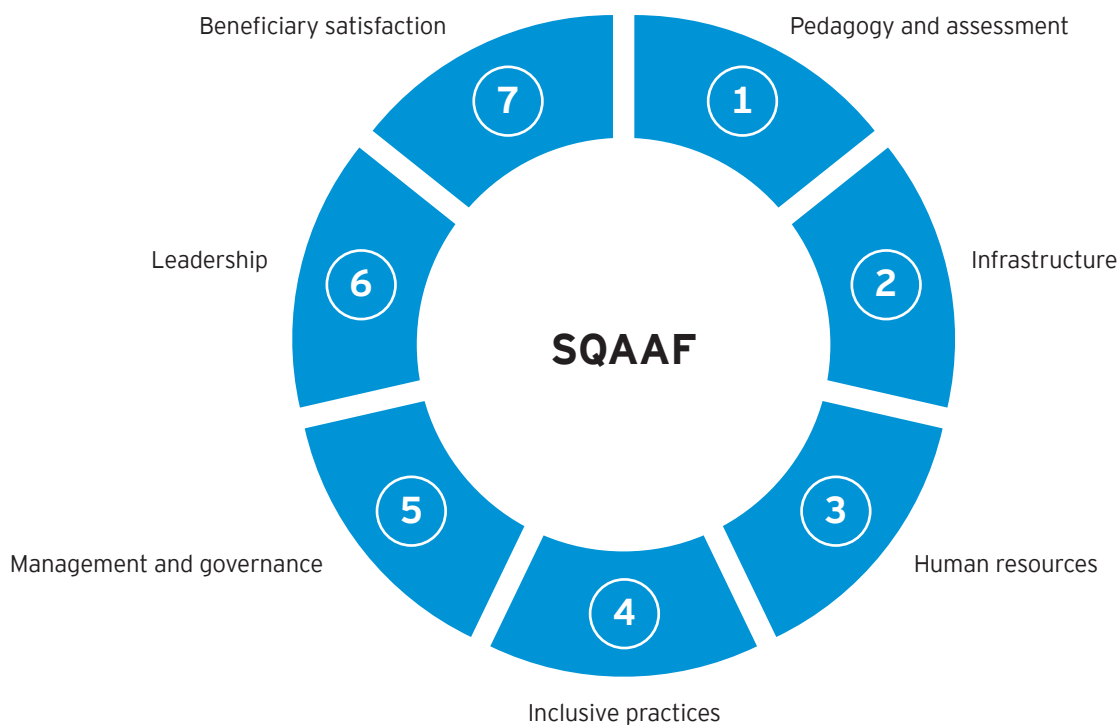 Beneficiary satisfaction
Pedagogy and assessment
7
1
Leadership
6
2
Infrastructure
SQAAF
5
3
Management and governance
Human resources
4
Inclusive practices